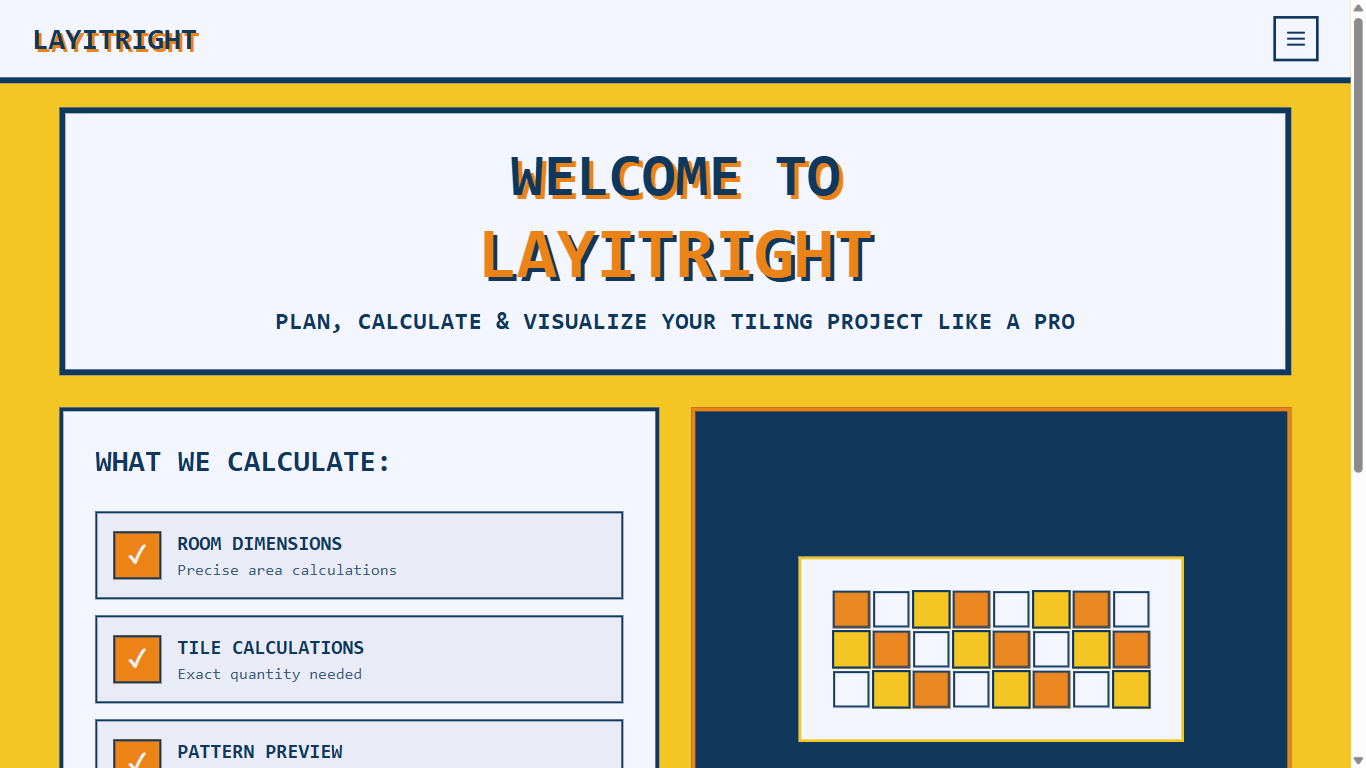 LAYITRIGHT
WELCOME TO
LAYITRIGHT
PLAN, CALCULATE & VISUALIZE YOUR TILING PROJECT LIKE A PRO
WHAT WE CALCULATE:
ROOM DIMENSIONS
Precise area calculations
TILE CALCULATIONS
Exact quantity needed
PATTERN PREVIEW